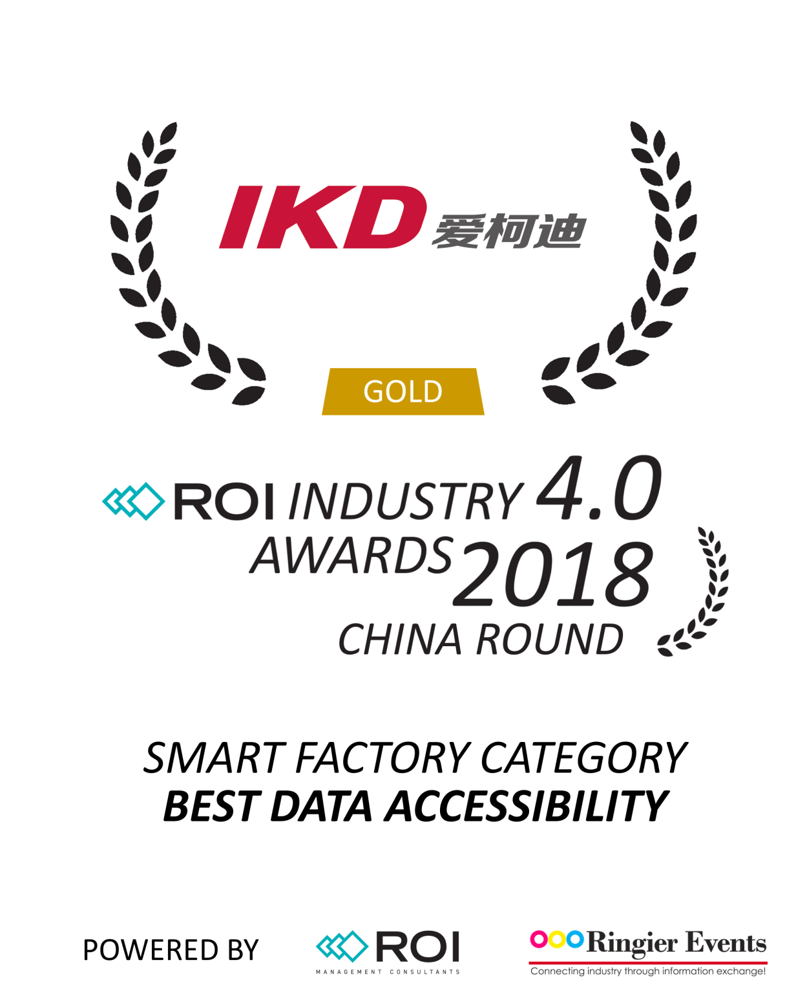 IKD 爱柯迪
GOLD
ROI INDUSTRY 4.0
AWARDS 2018
CHINA ROUND
SMART FACTORY CATEGORY
BEST DATA ACCESSIBILITY
POWERED BY
ROI
MANAGEMENT CONSULTANTS
Ringier Events
Connecting industry through information exchange!